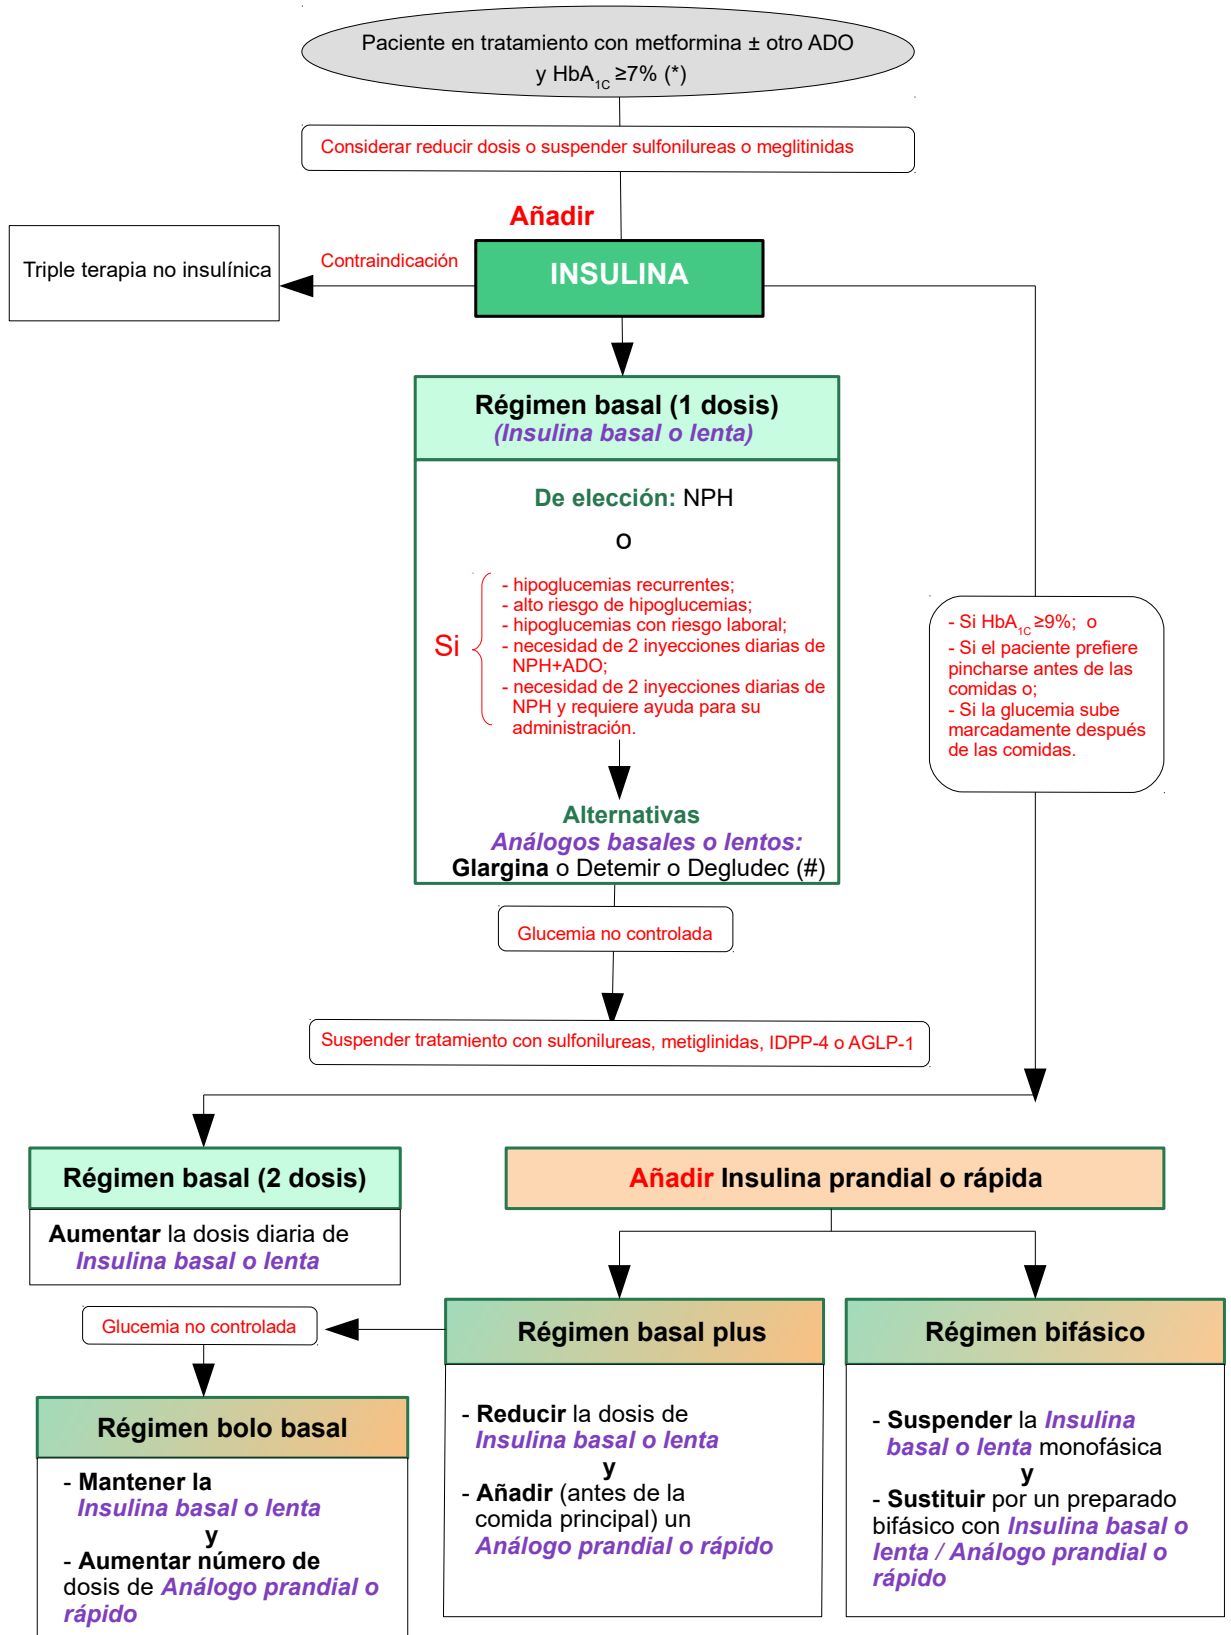 Paciente en tratamiento con metformina ± otro ADO
y HbA1C ≥7% (*)
Considerar reducir dosis o suspender sulfonilureas o meglitinidas
Añadir
INSULINA
Contraindicación
Triple terapia no insulínica
Régimen basal (1 dosis)
(Insulina basal o lenta)
De elección: NPH
o
Si
- hipoglucemias recurrentes;
- alto riesgo de hipoglucemias;
- hipoglucemias con riesgo laboral;
- necesidad de 2 inyecciones diarias de
NPH+ADO;
- necesidad de 2 inyecciones diarias de
NPH y requiere ayuda para su
administración.
Alternativas
Análogos basales o lentos:
Glargina o Detemir o Degludec (#)
- Si HbA1C ≥9%; o
- Si el paciente prefiere
pincharse antes de las
comidas o;
- Si la glucemia sube
marcadamente después
de las comidas.
Glucemia no controlada
Suspender tratamiento con sulfonilureas, metiglinidas, IDPP-4 o AGLP-1
Régimen basal (2 dosis)
Aumentar la dosis diaria de
Insulina basal o lenta
Añadir Insulina prandial o rápida
Glucemia no controlada
Régimen basal plus
- Reducir la dosis de
Insulina basal o lenta
y
- Añadir (antes de la
comida principal) un
Análogo prandial o rápido
Régimen bifásico
- Suspender la Insulina
basal o lenta monofásica
y
- Sustituir por un preparado
bifásico con Insulina basal o
lenta / Análogo prandial o
rápido
Régimen bolo basal
- Mantener la
Insulina basal o lenta
y
- Aumentar número de
dosis de Análogo prandial o
rápido